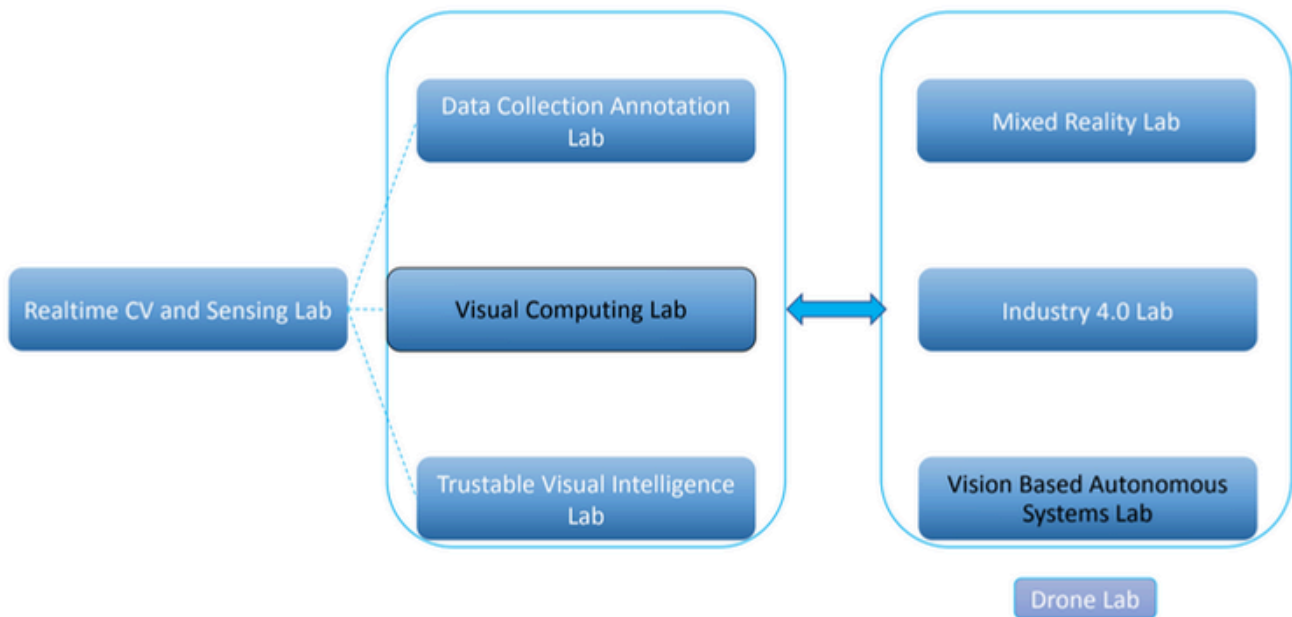 Data Collection Annotation
Lab
Mixed Reality Lab
Realtime CV and Sensing Lab
Visual Computing Lab
Industry 4.0 Lab
Trustable Visual Intelligence
Lab
Vision Based Autonomous
Systems Lab
Drone Lab